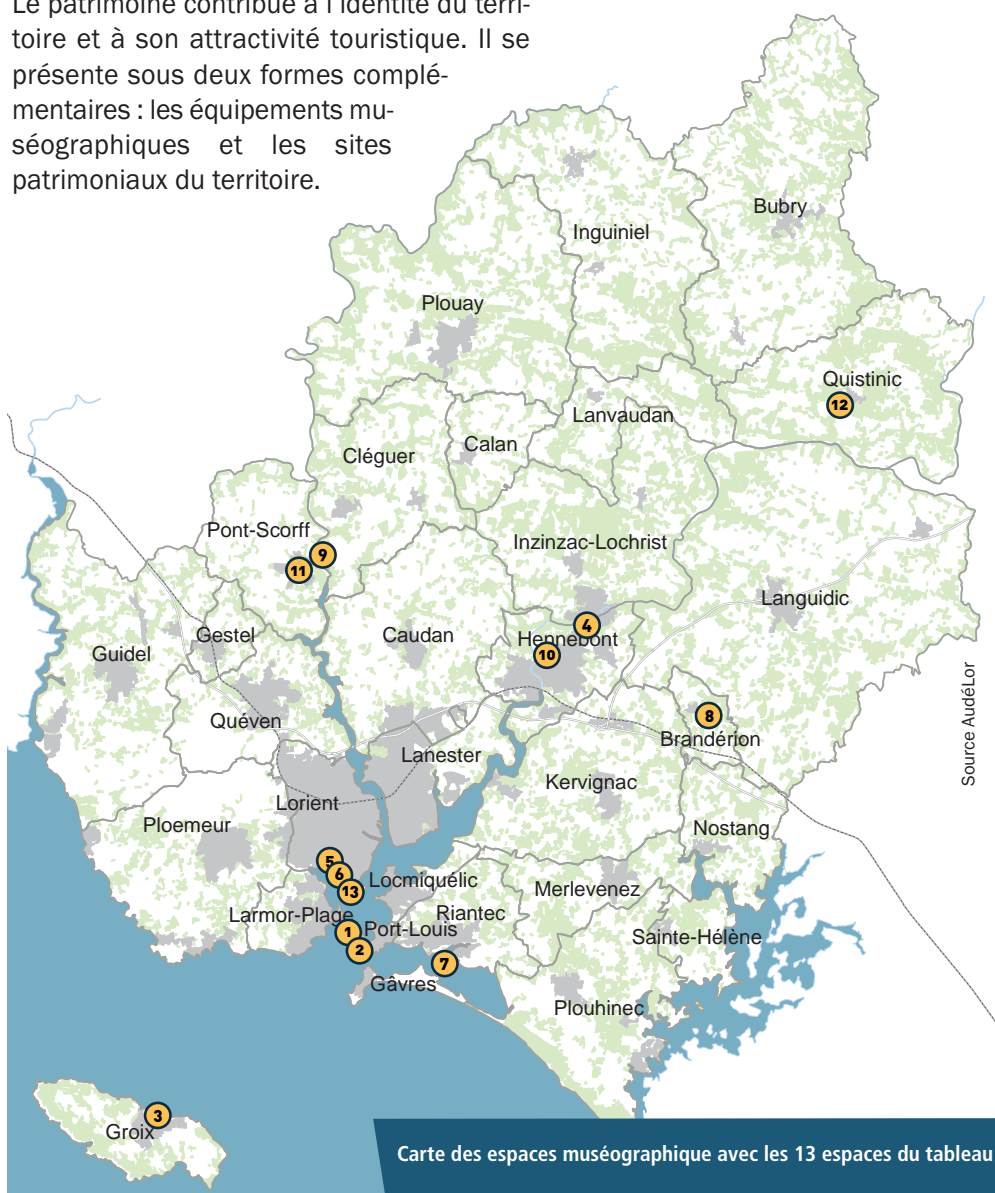 Le patrimoine contribue à l'identité du terri-
toire et à son attractivité touristique. Il se
présente sous deux formes complé-
mentaires : les équipements mu-
séographiques et les sites
patrimoniaux du territoire.
Bubry
Inguiniel
Plouay
Quistinic
12
Lanvaudan
Calan
Cléguer
Pont-Scorff
9
11
Inzinzac-Lochrist
Languidic
4
Hennebont
10
Caudan
Gestel
Guidel
Quéven
8
Brandérion
Lanester
Kervignac
Lorient
Ploemeur
Nostang
5
6
13
Locmiquélic
Merlevenez
Larmor-Plage
Riantec
1
Port-Louis
2
Sainte-Hélène
7
Gâvres
Plouhinec
3
Groix
Source AudéLor
Carte des espaces muséographique avec les 13 espaces du tableau